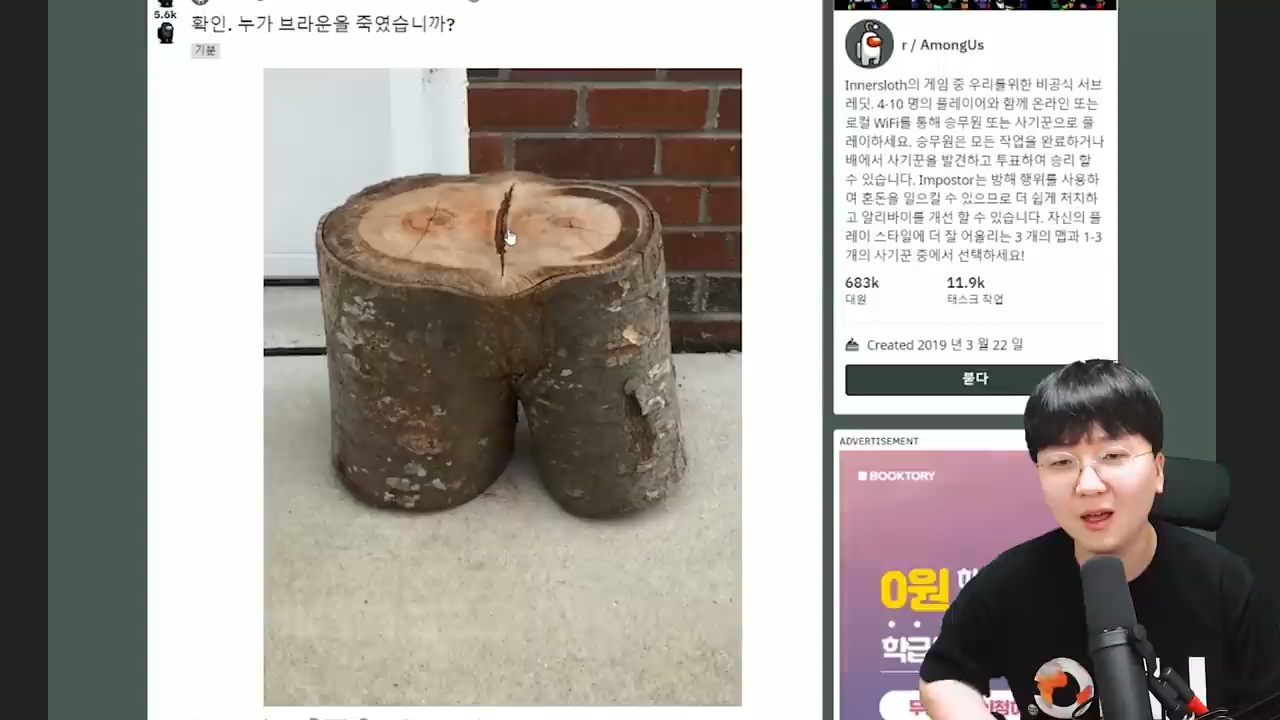 5.6k
확인. 누가 브라운을 죽였습니까?
기분
r / AmongUs
Innersloth의 게임 중 우리를위한 비공식 서브
레딧. 4-10 명의 플레이어와 함께 온라인 또는
로컬 WiFi를 통해 승무원 또는 사기꾼으로 플
레이하세요. 승무원은 모든 작업을 완료하거나
배에서 사기꾼을 발견하고 투표하여 승리 할
수 있습니다. Impostor는 방해 행위를 사용하
여 혼돈을 일으킬 수 있으므로 더 쉽게 처치하
고 알리바이를 개선 할 수 있습니다. 자신의 플
레이 스타일에 더 잘 어울리는 3 개의 맵과 1-3
개의 사기꾼 중에서 선택하세요!
683k 11.9k
대원 태스크 작업
Created 2019 년 3 월 22 일
붙다
ADVERTISEMENT
BOOKTORY
0원